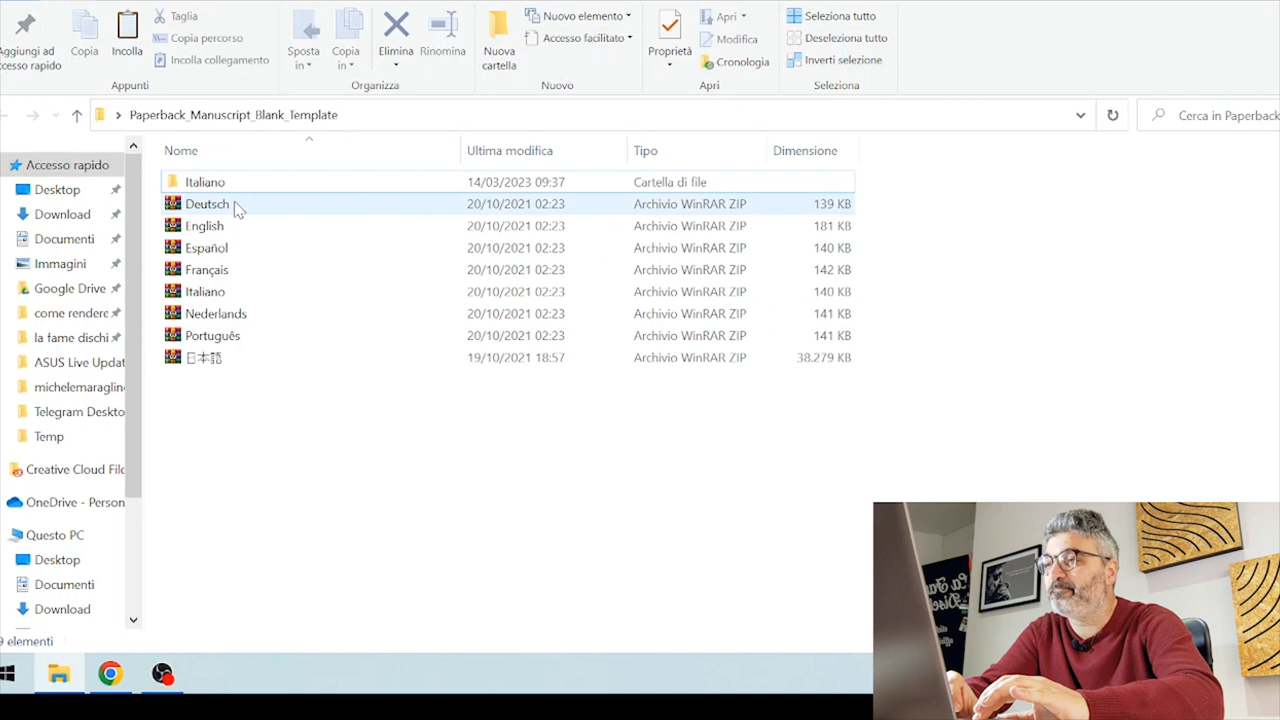 Aggiungi ad
accesso rapido
Copia
Incolla
Taglia
Copia percorso
Incolla collegamento
Appunti
Sposta
in
Copia
in
Elimina
Rinomina
Organizza
Nuova
cartella
Nuovo elemento
Accesso facilitato
Nuovo
Proprietà
Apri
Modifica
Cronologia
Apri
Seleziona tutto
Deseleziona tutto
Inverti selezione
Seleziona
Paperback_Manuscript_Blank_Template
Cerca in Paperback
Nome Ultima modifica Tipo Dimensione
Italiano 14/03/2023 09:37 Cartella di file
Deutsch 20/10/2021 02:23 Archivio WinRAR ZIP 139 KB
English 20/10/2021 02:23 Archivio WinRAR ZIP 181 KB
Español 20/10/2021 02:23 Archivio WinRAR ZIP 140 KB
Français 20/10/2021 02:23 Archivio WinRAR ZIP 142 KB
Italiano 20/10/2021 02:23 Archivio WinRAR ZIP 140 KB
Nederlands 20/10/2021 02:23 Archivio WinRAR ZIP 141 KB
Português 20/10/2021 02:23 Archivio WinRAR ZIP 141 KB
日本語 19/10/2021 18:57 Archivio WinRAR ZIP 38.279 KB
Accesso rapido
Desktop
Download
Documenti
Immagini
Google Drive
come rendere
la fame dischi
ASUS Live Updat
michelemaraglin
Telegram Deskto
Temp
Creative Cloud File
OneDrive - Person
Questo PC
Desktop
Documenti
Download
9 elementi